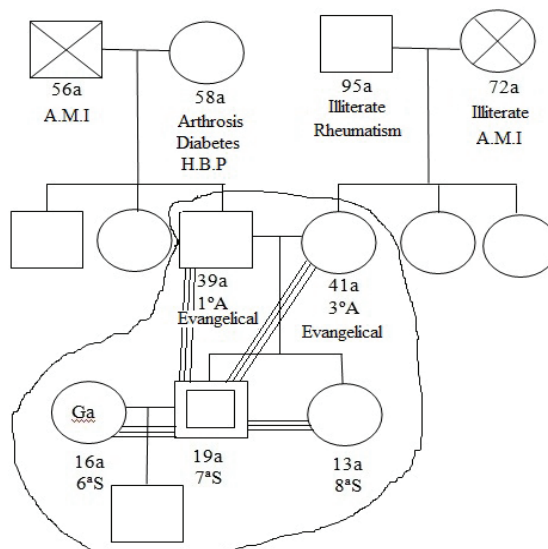 56a
A.M.I
58a
Arthrosis
Diabetes
H.B.P
95a
Illiterate
Rheumatism
72a
Illiterate
A.M.I
39a
1ºA
Evangelical
41a
3ºA
Evangelical
Ga
16a
6ªS
19a
7ªS
13a
8ªS